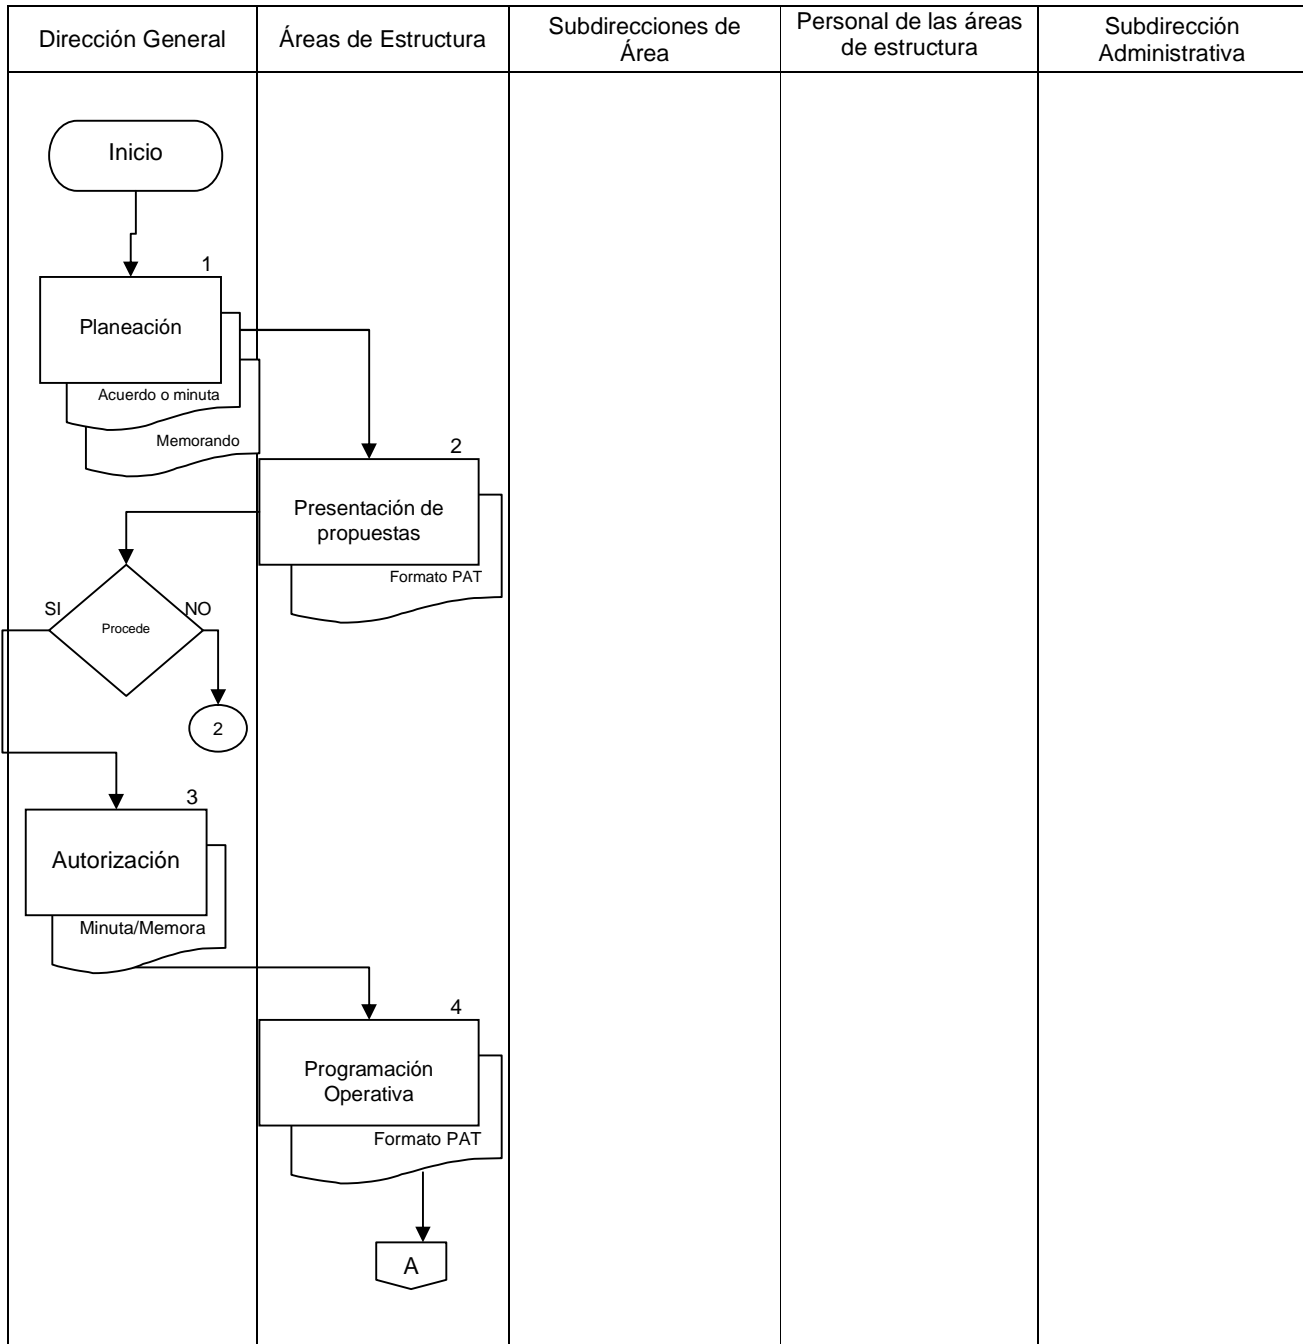 Dirección General
Áreas de Estructura
Subdirecciones de
Área
Personal de las áreas
de estructura
Subdirección
Administrativa
Inicio
1
Planeación
Acuerdo o minuta
Memorando
2
Presentación de
propuestas
Formato PAT
SI
NO
Procede
2
3
Autorización
Minuta/Memora
4
Programación
Operativa
Formato PAT
A